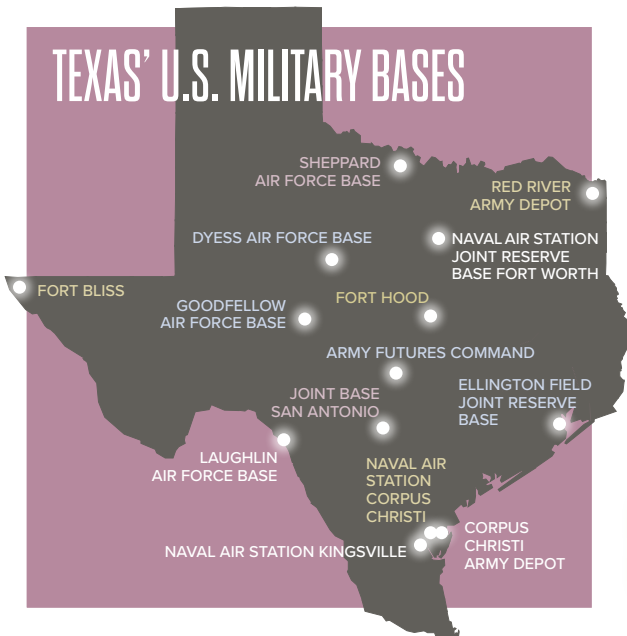 TEXAS' U.S. MILITARY BASES
SHEPPARD
AIR FORCE BASE
RED RIVER
ARMY DEPOT
DYESS AIR FORCE BASE
NAVAL AIR STATION
JOINT RESERVE
BASE FORT WORTH
FORT BLISS
GOODFELLOW
AIR FORCE BASE
FORT HOOD
ARMY FUTURES COMMAND
JOINT BASE
SAN ANTONIO
ELLINGTON FIELD
JOINT RESERVE
BASE
LAUGHLIN
AIR FORCE BASE
NAVAL AIR
STATION
CORPUS
CHRISTI
NAVAL AIR STATION KINGSVILLE
CORPUS
CHRISTI
ARMY DEPOT